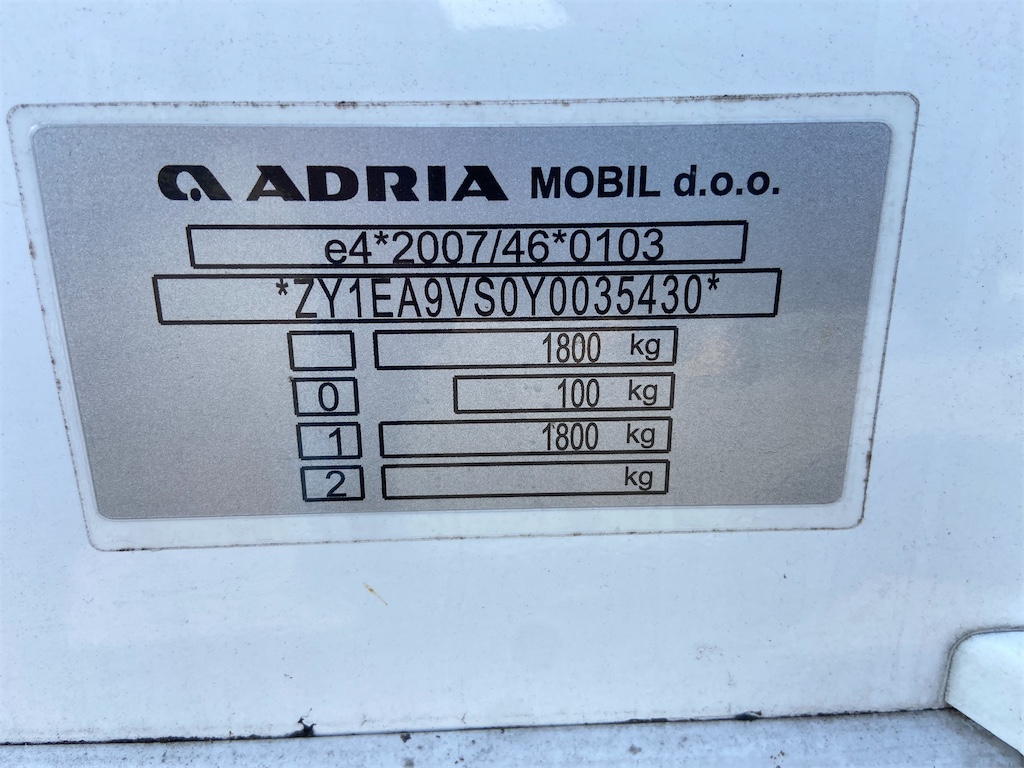 ADRIA MOBIL d.o.o.
e4*2007/46*0103
*ZY1EA9VS0Y0035430*
1800 kg
0 100 kg
1 1800 kg
2 kg